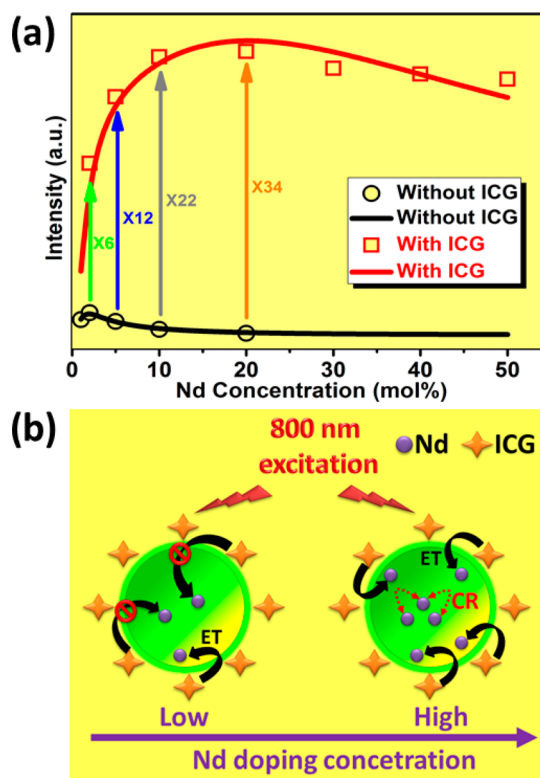 (a)
Intensity (a.u.)
X6
X12
X22
X34
Without ICG
Without ICG
With ICG
With ICG
0 10 20 30 40 50
Nd Concentration (mol%)
(b)
800 nm
excitation
Nd ICG
ET
ET
CR
Low High
Nd doping concetration